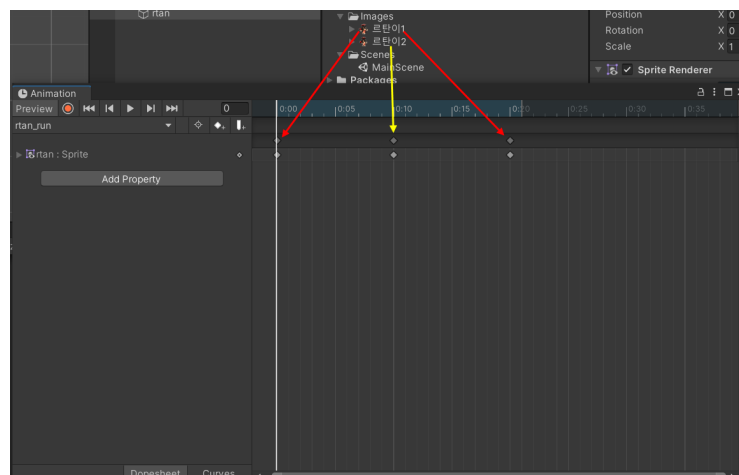 rtan
Images
르탄이1
르탄이2
Scenes
MainScene
Packages
Position X 0
Rotation X 0
Scale X 1
Sprite Renderer
Animation
Preview 0
0:00 0:05 0:10 0:15 0:20 0:25 0:30 0:35
rtan_run
rtan : Sprite
Add Property
Dopesheet Curves